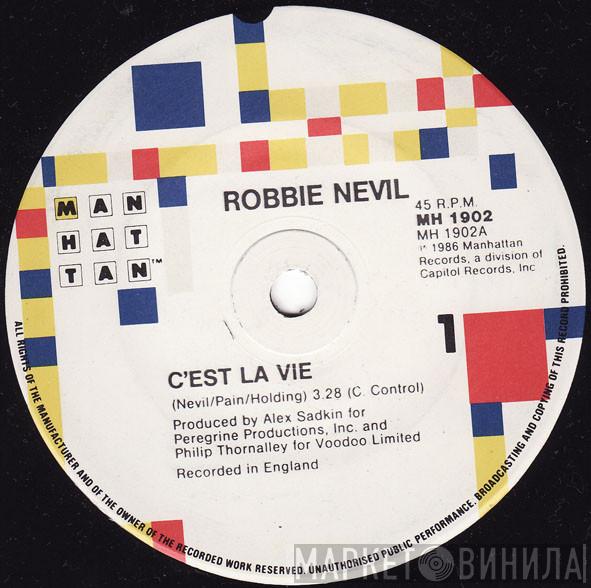 ROBBIE NEVIL
MAN
HAT
TAN™
45 R.P.M.
MH 1902
MH 1902A
℗ 1986 Manhattan
Records, a division of
Capitol Records, Inc
1
C'EST LA VIE
(Nevil/Pain/Holding) 3.28 (C. Control)
Produced by Alex Sadkin for
Peregrine Productions, Inc. and
Philip Thornalley for Voodoo Limited
Recorded in England
ALL RIGHTS OF THE MANUFACTURER AND OF THE OWNER OF THE RECORDED WORK RESERVED. UNAUTHORISED PUBLIC PERFORMANCE, BROADCASTING AND COPYING OF THIS RECORD PROHIBITED.
МАРКЕТ ВИНИЛА